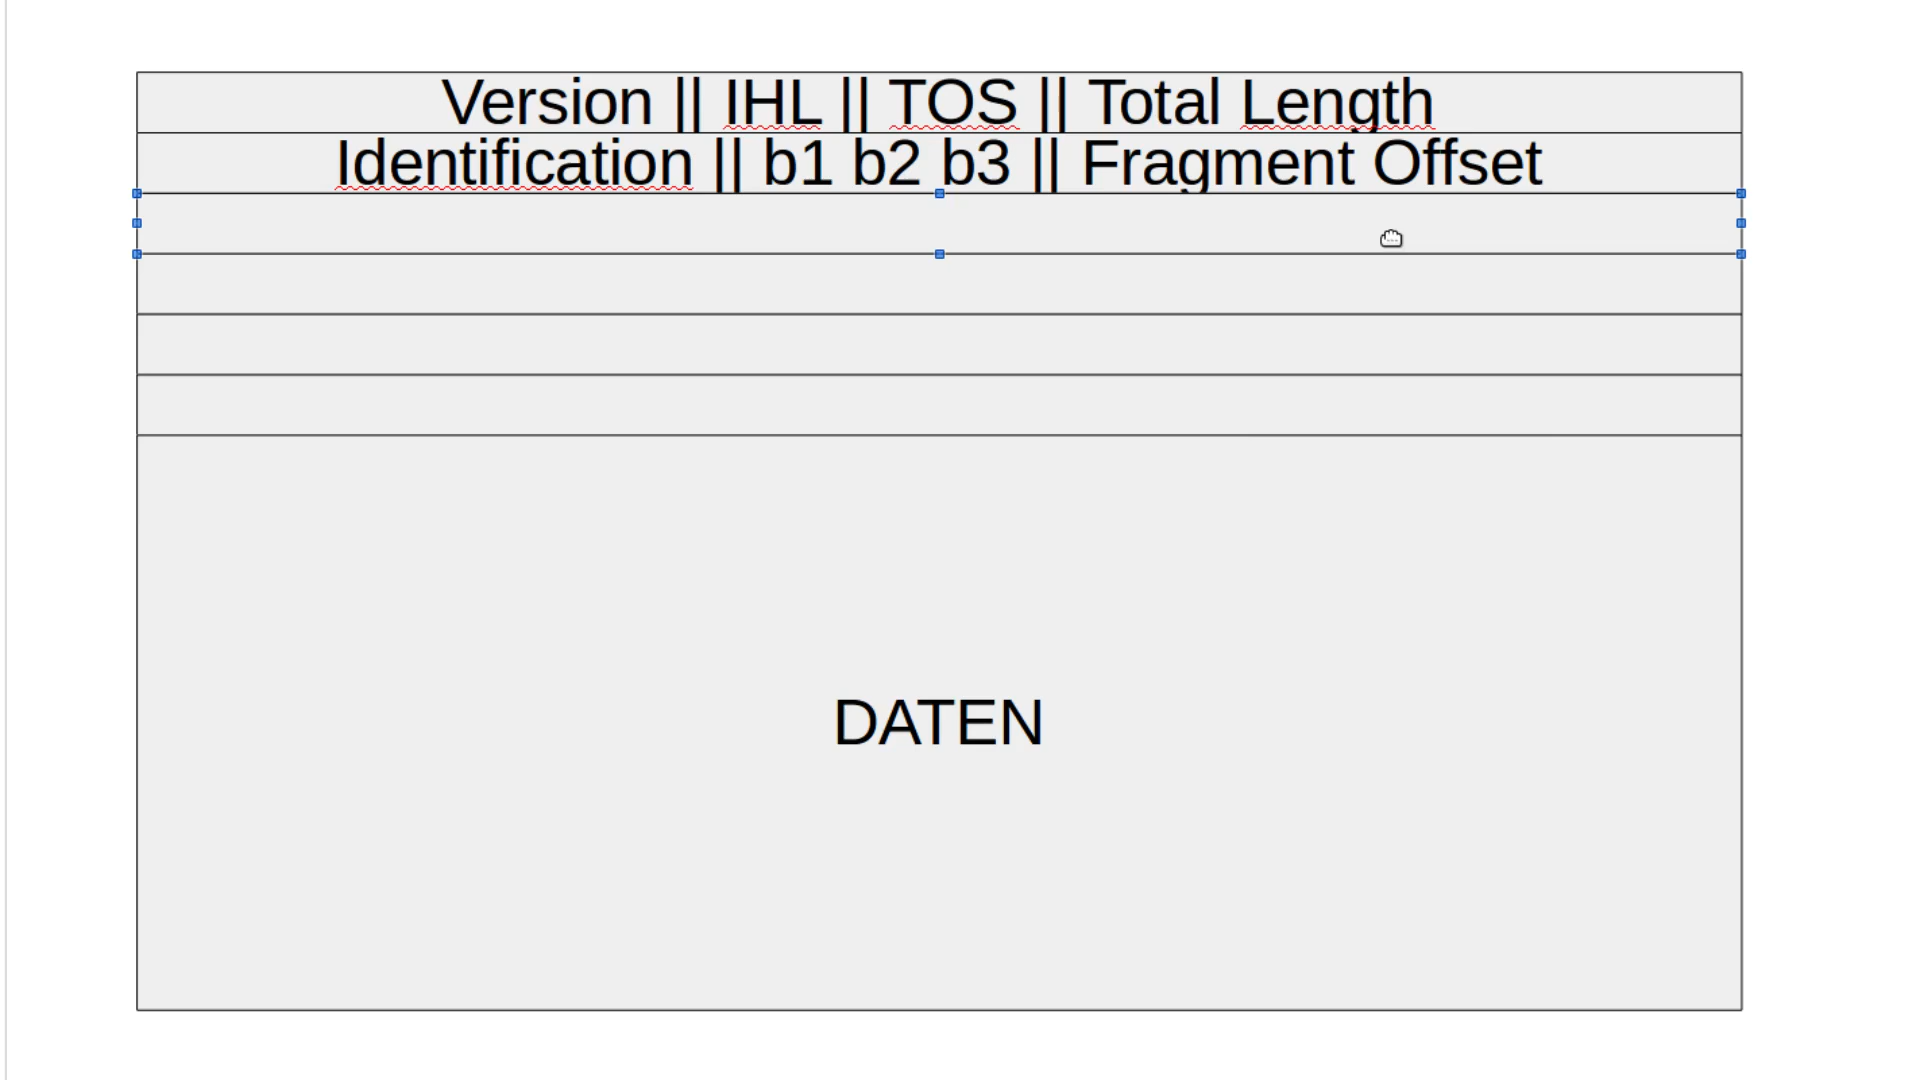 Version || IHL || TOS || Total Length
Identification || b1 b2 b3 || Fragment Offset
DATEN